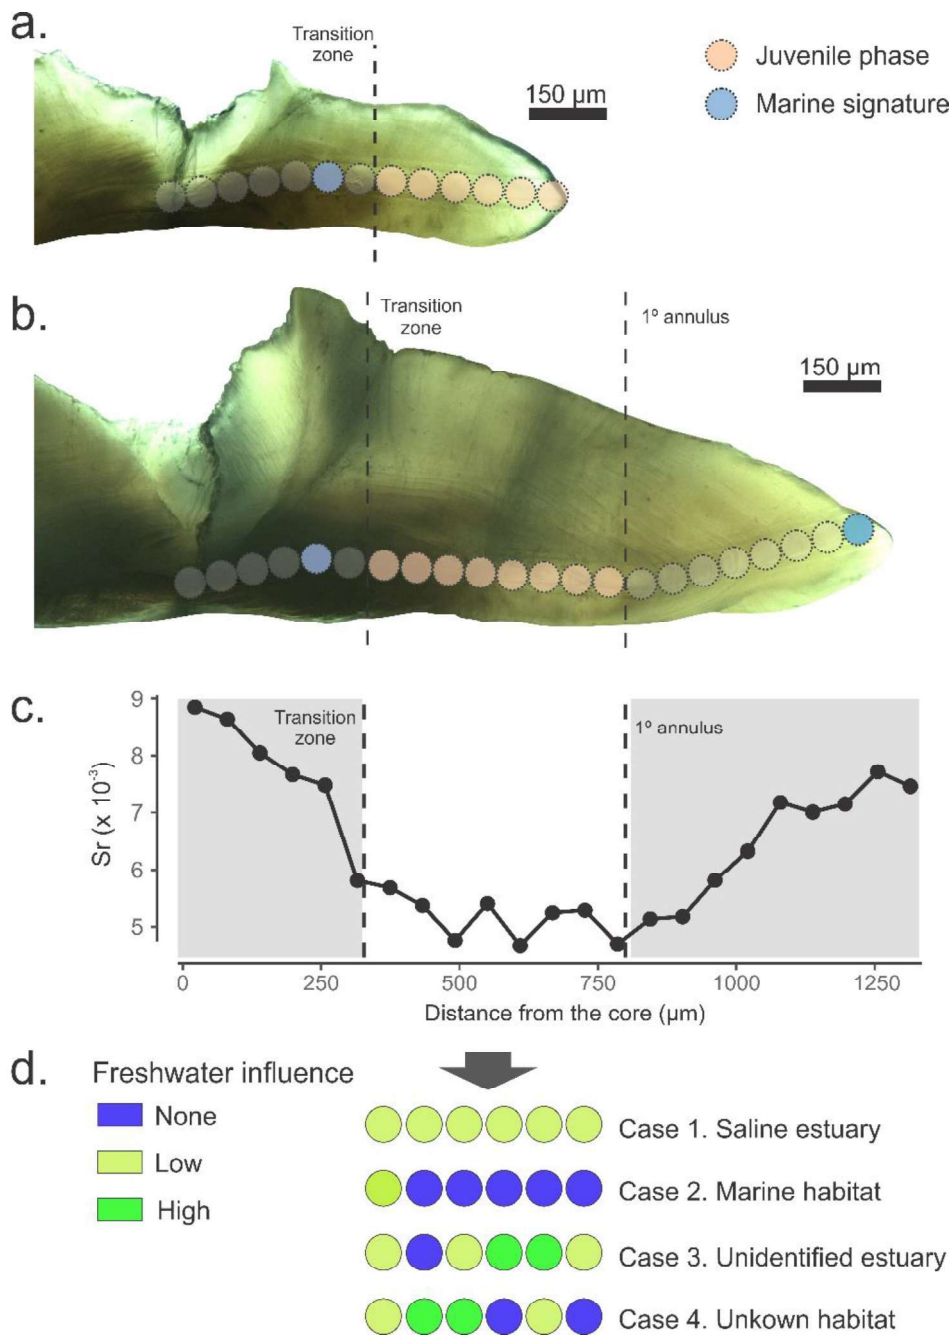 a.
Transition
zone
150 µm
Juvenile phase
Marine signature
b.
Transition
zone
1º annulus
150 µm
c.
Sr (x 10⁻³)
9
8
7
6
5
Transition
zone
1º annulus
0
250
500
750
1000
1250
Distance from the core (µm)
d.
Freshwater influence
None
Low
High
Case 1. Saline estuary
Case 2. Marine habitat
Case 3. Unidentified estuary
Case 4. Unkown habitat